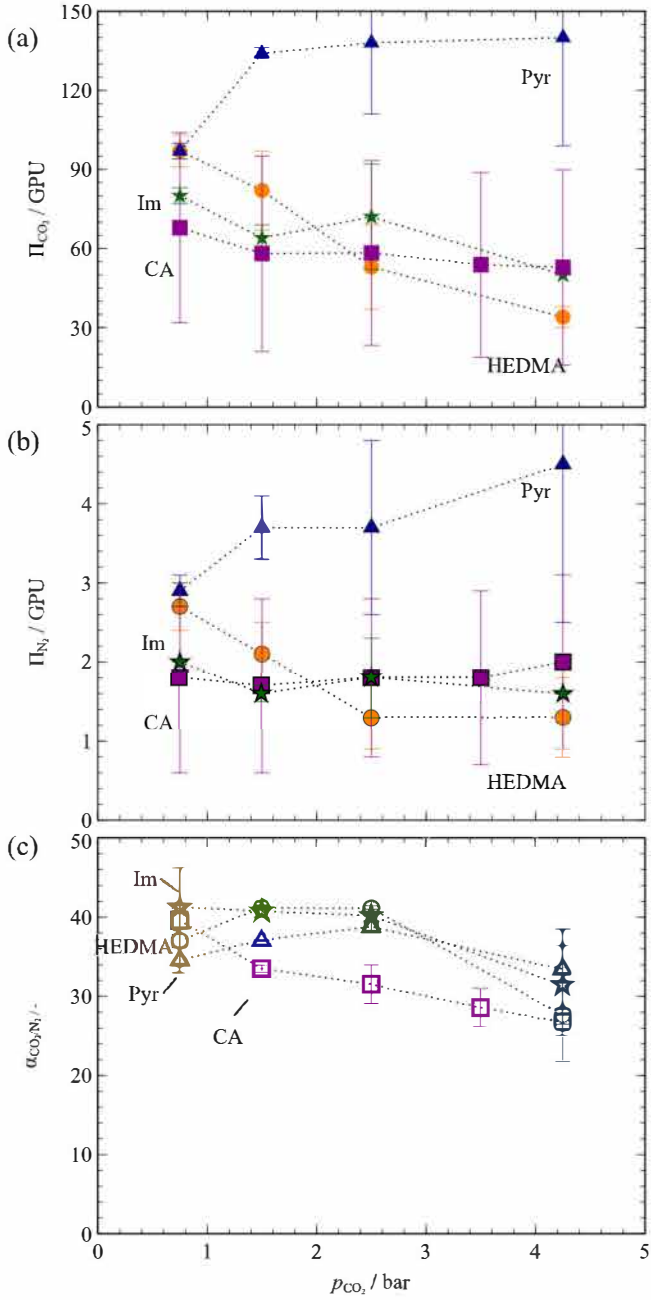 (a)
150
120
90
60
30
0
Π_CO₂ / GPU
Pyr
Im
CA
HEDMA
(b)
5
4
3
2
1
0
Π_N₂ / GPU
Pyr
Im
CA
HEDMA
(c)
50
40
30
20
10
0
α_CO₂/N₂ / -
Im
HEDMA
Pyr
CA
0 1 2 3 4 5
p_CO₂ / bar